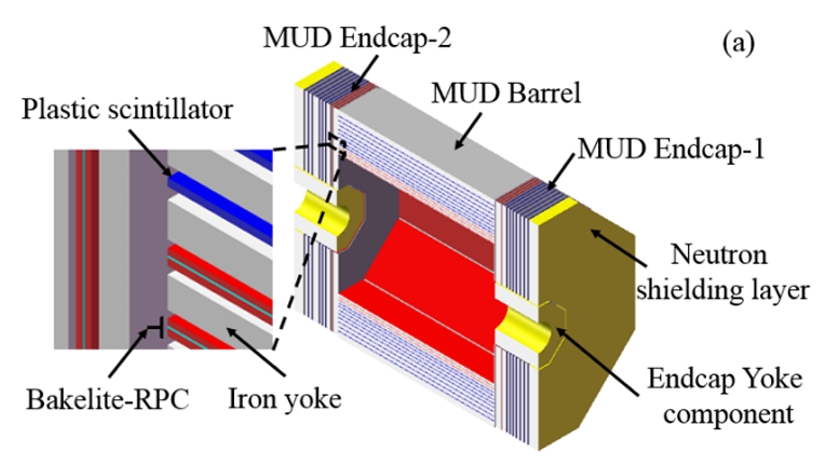 MUD Endcap-2
(a)
Plastic scintillator
MUD Barrel
MUD Endcap-1
Neutron
shielding layer
Bakelite-RPC
Iron yoke
Endcap Yoke
component